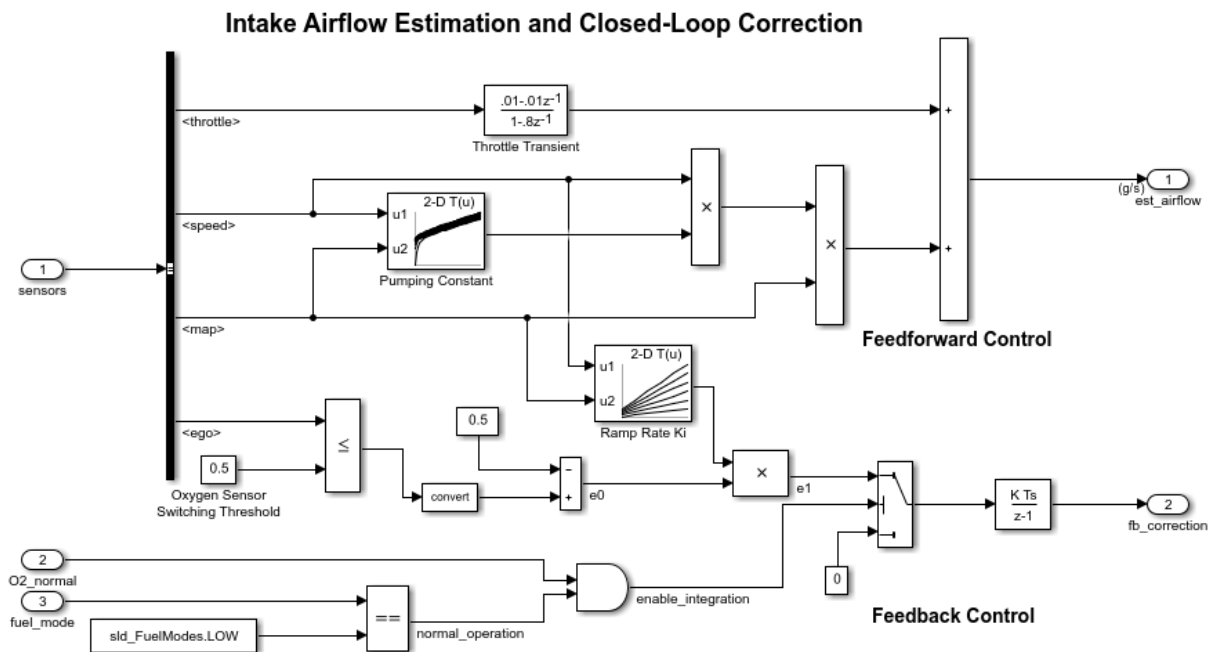 Intake Airflow Estimation and Closed-Loop Correction
.01-.01z-1
1-.8z-1
Throttle Transient
<throttle>
+
1
(g/s)
est_airflow
2-D T(u)
u1
u2
Pumping Constant
<speed>
×
×
+
1
sensors
<map>
Feedforward Control
2-D T(u)
u1
u2
Ramp Rate Ki
<ego>
≤
0.5
Oxygen Sensor
Switching Threshold
convert
0.5
−
+
e0
×
e1
K Ts
z-1
2
fb_correction
0
2
O2_normal
3
fuel_mode
sld_FuelModes.LOW
==
normal_operation
enable_integration
Feedback Control